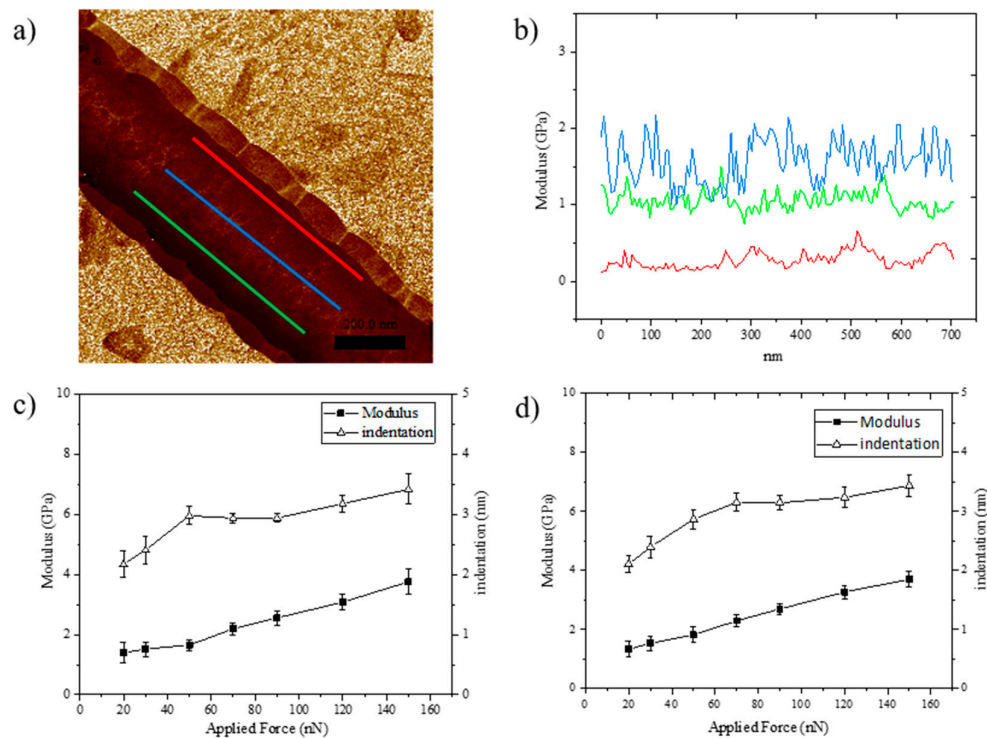 a)
200.0 nm
b)
3
2
1
0
Modulus (GPa)
0 100 200 300 400 500 600 700
nm
c)
Modulus
indentation
10
8
6
4
2
0
Modulus (GPa)
5
4
3
2
1
0
indentation (nm)
0 20 40 60 80 100 120 140 160
Applied Force (nN)
d)
Modulus
indentation
10
8
6
4
2
0
Modulus (GPa)
5
4
3
2
1
0
indentation (nm)
0 20 40 60 80 100 120 140 160
Applied Force (nN)